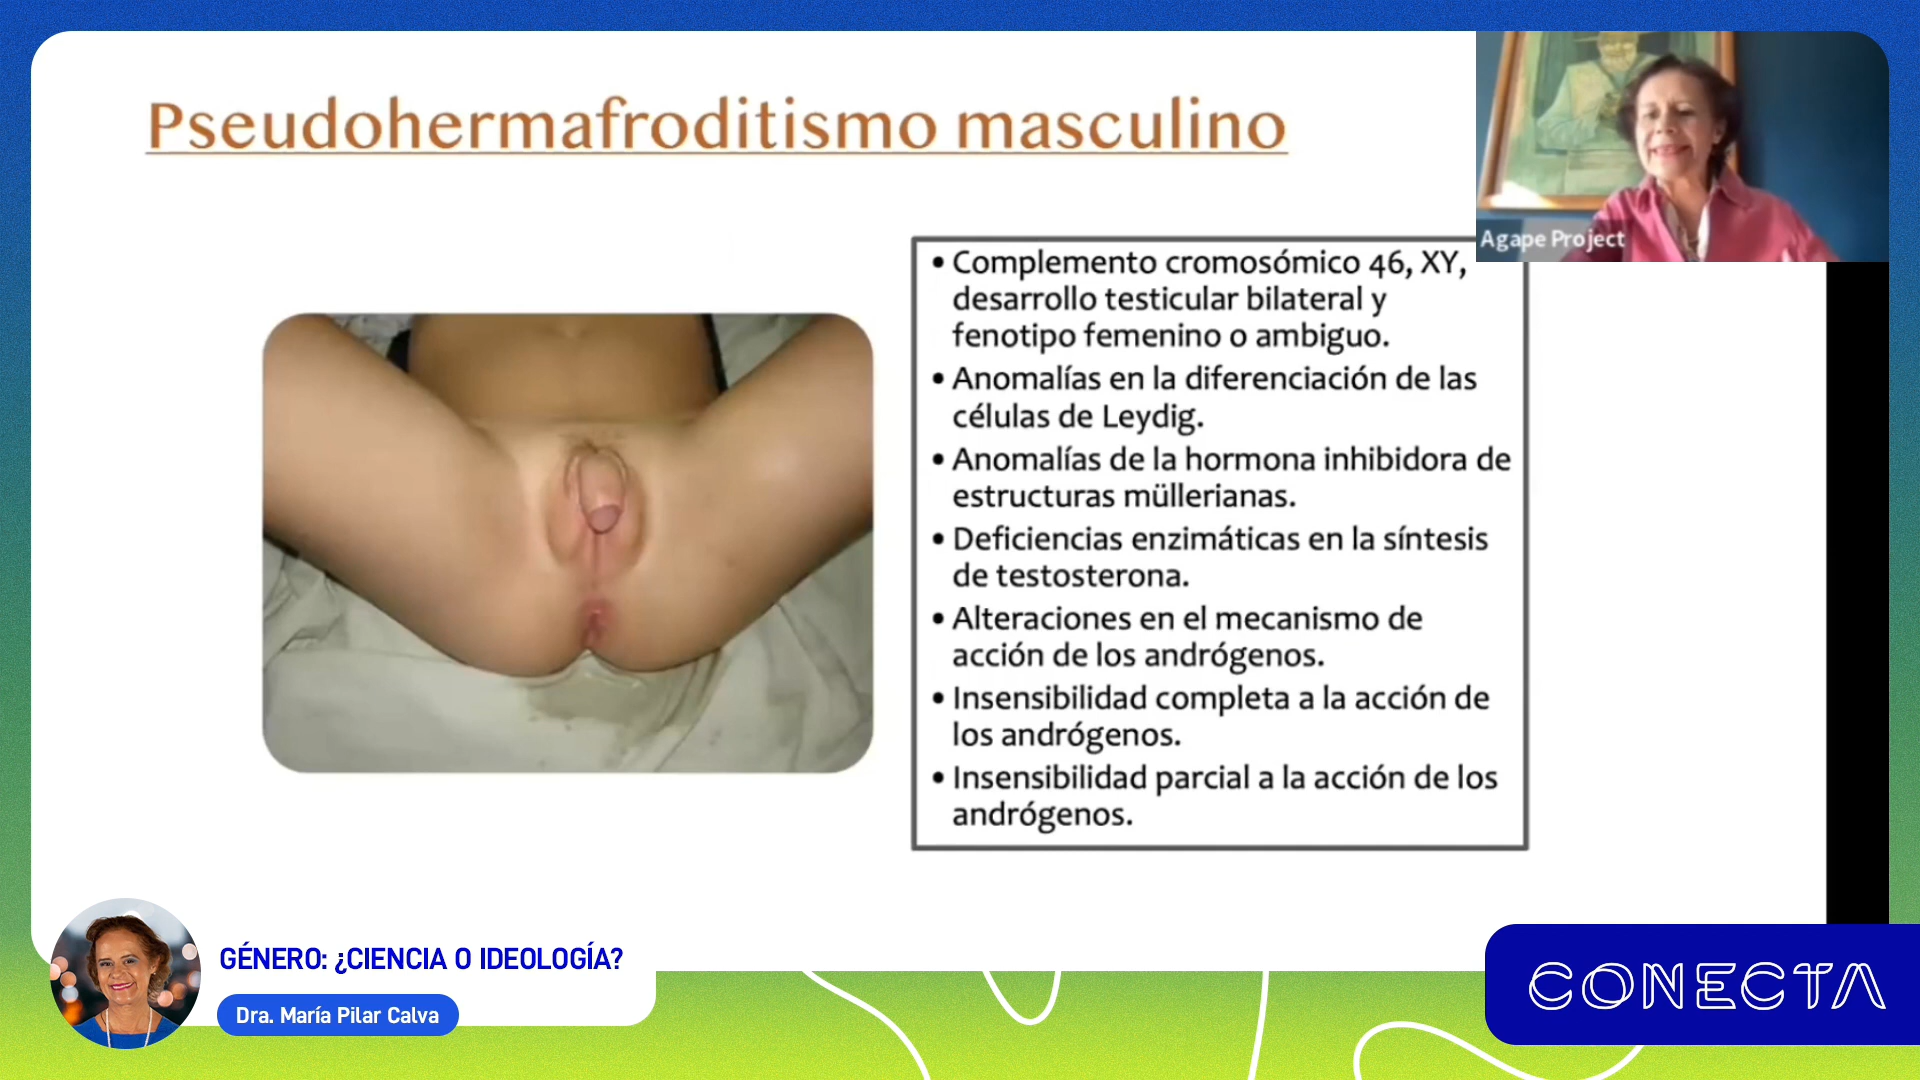 Pseudohermafroditismo masculino
Agape Project
• Complemento cromosómico 46, XY,
desarrollo testicular bilateral y
fenotipo femenino o ambiguo.
• Anomalías en la diferenciación de las
células de Leydig.
• Anomalías de la hormona inhibidora de
estructuras müllerianas.
• Deficiencias enzimáticas en la síntesis
de testosterona.
• Alteraciones en el mecanismo de
acción de los andrógenos.
• Insensibilidad completa a la acción de
los andrógenos.
• Insensibilidad parcial a la acción de los
andrógenos.
GÉNERO: ¿CIENCIA O IDEOLOGÍA?
Dra. María Pilar Calva
CONECTA